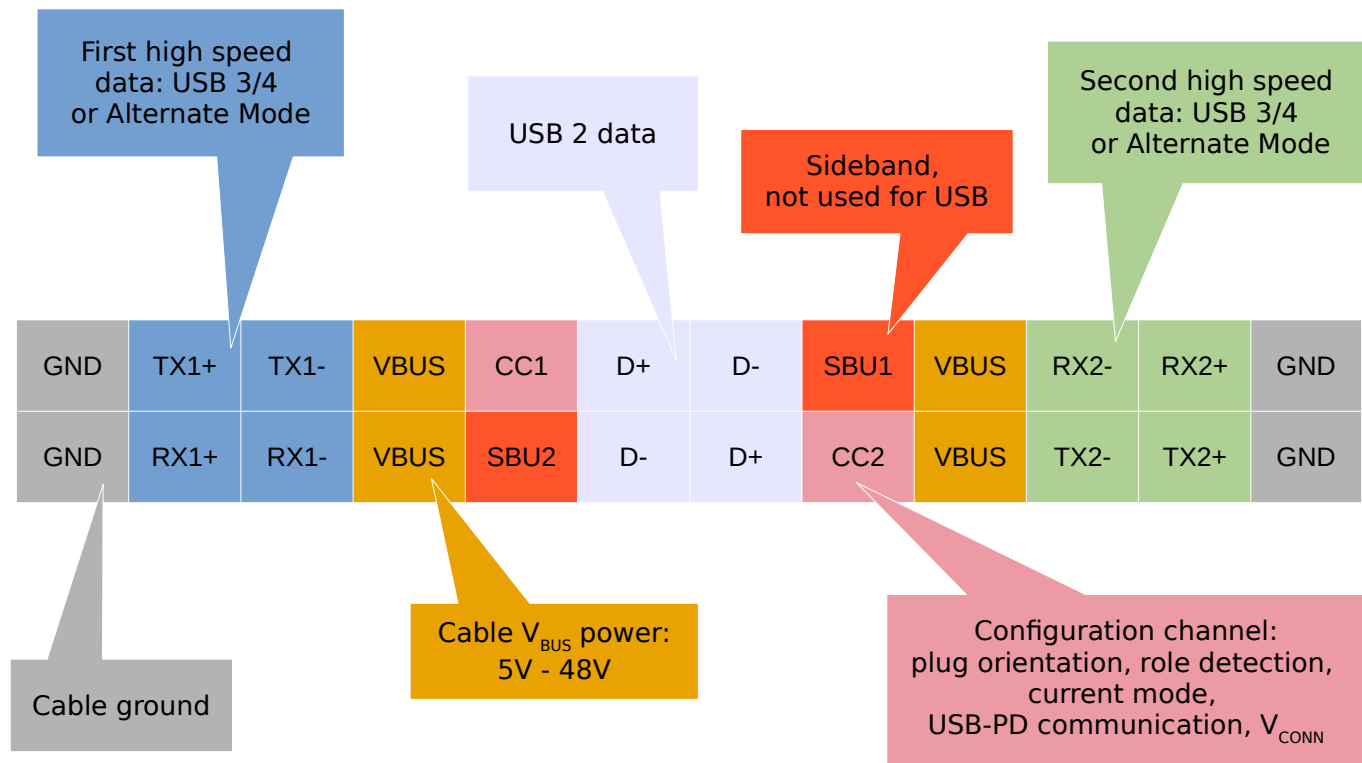 First high speed
data: USB 3/4
or Alternate Mode
USB 2 data
Sideband,
not used for USB
Second high speed
data: USB 3/4
or Alternate Mode
GND TX1+ TX1- VBUS CC1 D+ D- SBU1 VBUS RX2- RX2+ GND
GND RX1+ RX1- VBUS SBU2 D- D+ CC2 VBUS TX2- TX2+ GND
Cable ground
Cable VBUS power:
5V - 48V
Configuration channel:
plug orientation, role detection,
current mode,
USB-PD communication, VCONN